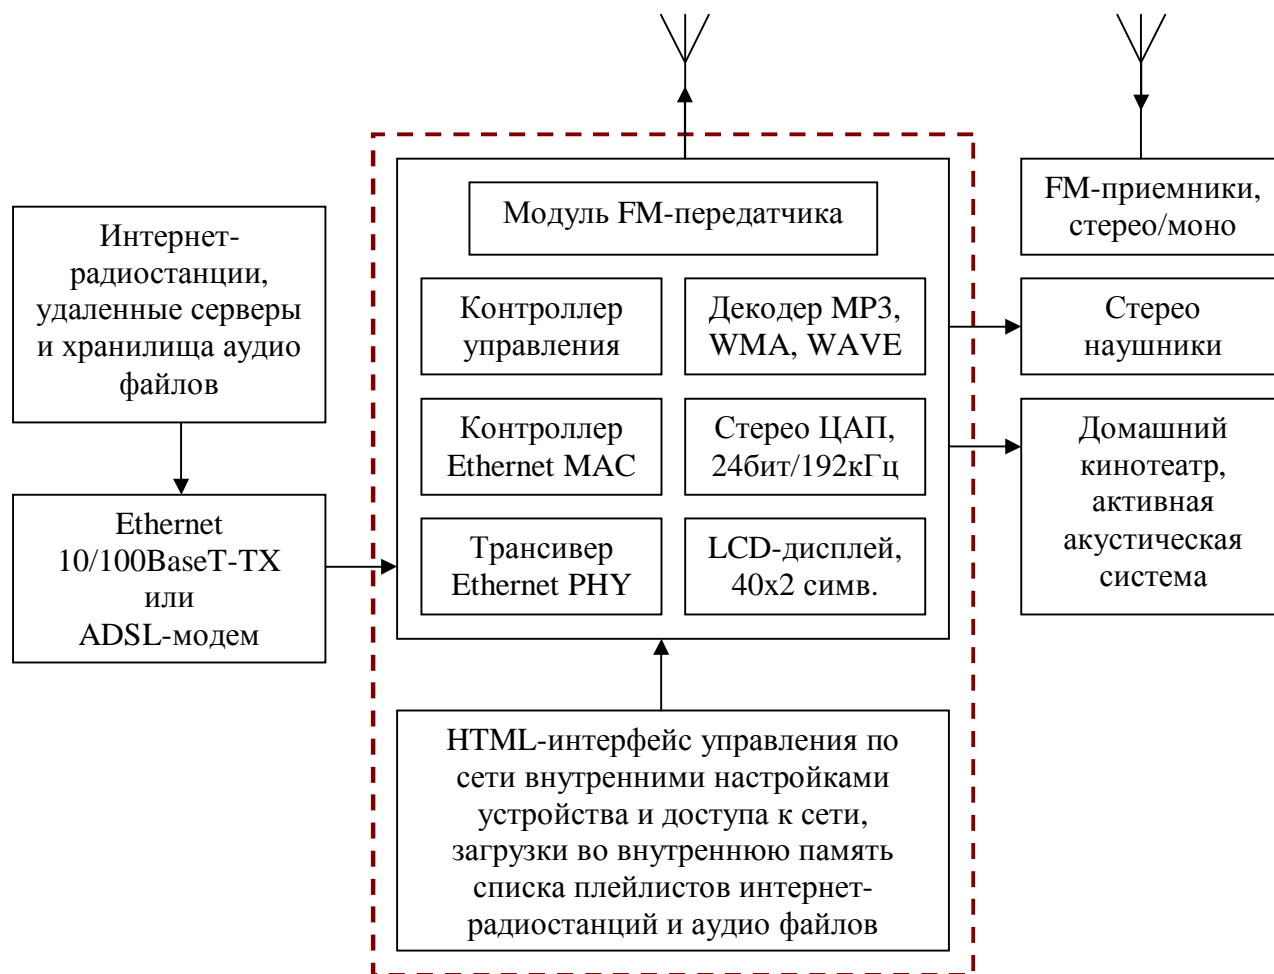 Модуль FM-передатчика
FM-приемники,
стерео/моно
Интернет-
радиостанции,
удаленные серверы
и хранилища аудио
файлов
Контроллер
управления
Декодер MP3,
WMA, WAVE
Стерео
наушники
Контроллер
Ethernet MAC
Стерео ЦАП,
24бит/192кГц
Домашний
кинотеатр,
активная
акустическая
система
Ethernet
10/100BaseT-TX
или
ADSL-модем
Трансивер
Ethernet PHY
LCD-дисплей,
40x2 симв.
HTML-интерфейс управления по
сети внутренними настройками
устройства и доступа к сети,
загрузки во внутреннюю память
списка плейлистов интернет-
радиостанций и аудио файлов